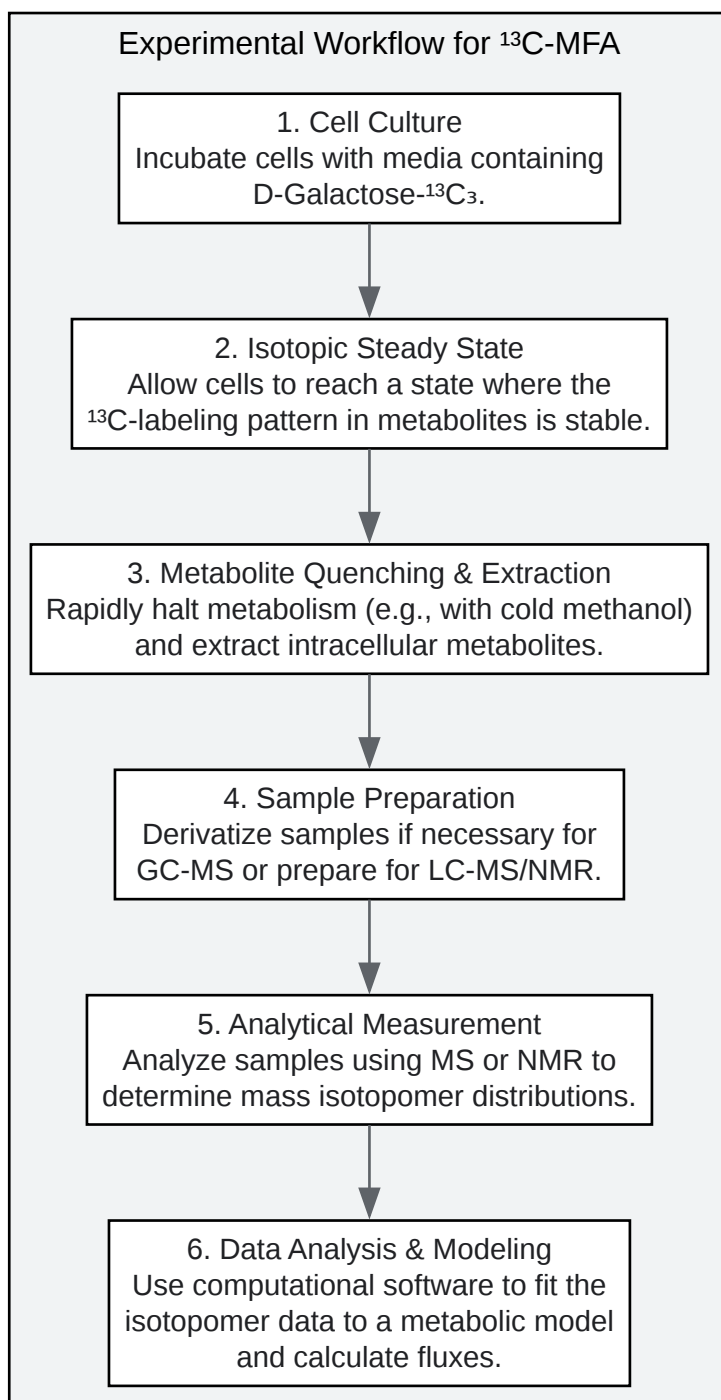 Experimental Workflow for ¹³C-MFA
1. Cell Culture
Incubate cells with media containing
D-Galactose-¹³C₃.
2. Isotopic Steady State
Allow cells to reach a state where the
¹³C-labeling pattern in metabolites is stable.
3. Metabolite Quenching & Extraction
Rapidly halt metabolism (e.g., with cold methanol)
and extract intracellular metabolites.
4. Sample Preparation
Derivatize samples if necessary for
GC-MS or prepare for LC-MS/NMR.
5. Analytical Measurement
Analyze samples using MS or NMR to
determine mass isotopomer distributions.
6. Data Analysis & Modeling
Use computational software to fit the
isotopomer data to a metabolic model
and calculate fluxes.